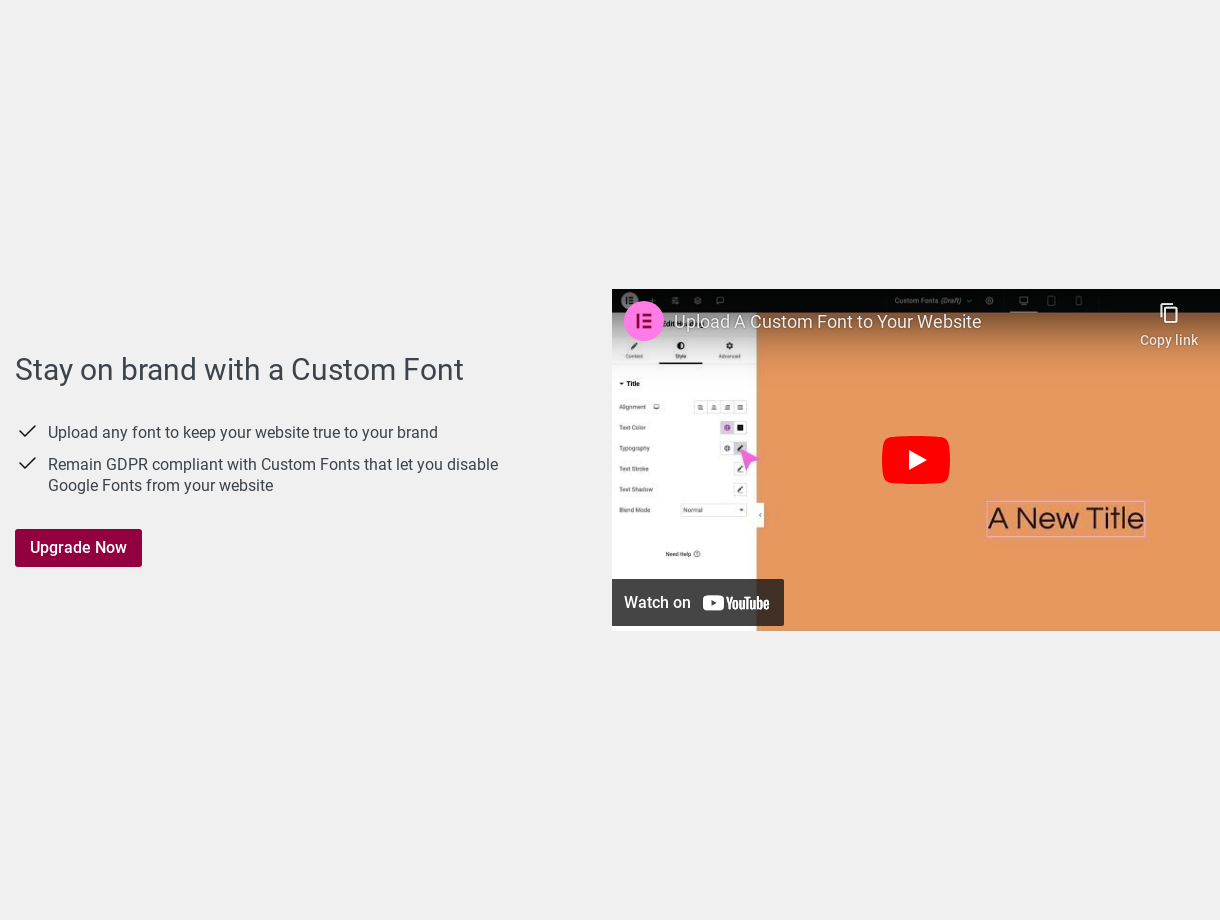 Stay on brand with a Custom Font
Upload any font to keep your website true to your brand
Remain GDPR compliant with Custom Fonts that let you disable
Google Fonts from your website
Upgrade Now
Custom Fonts (Draft)
Upload A Custom Font to Your Website
Copy link
Content
Style
Advanced
Title
Alignment
Text Color
Typography
Text Stroke
Text Shadow
Blend Mode
Normal
Need Help
A New Title
Watch on YouTube